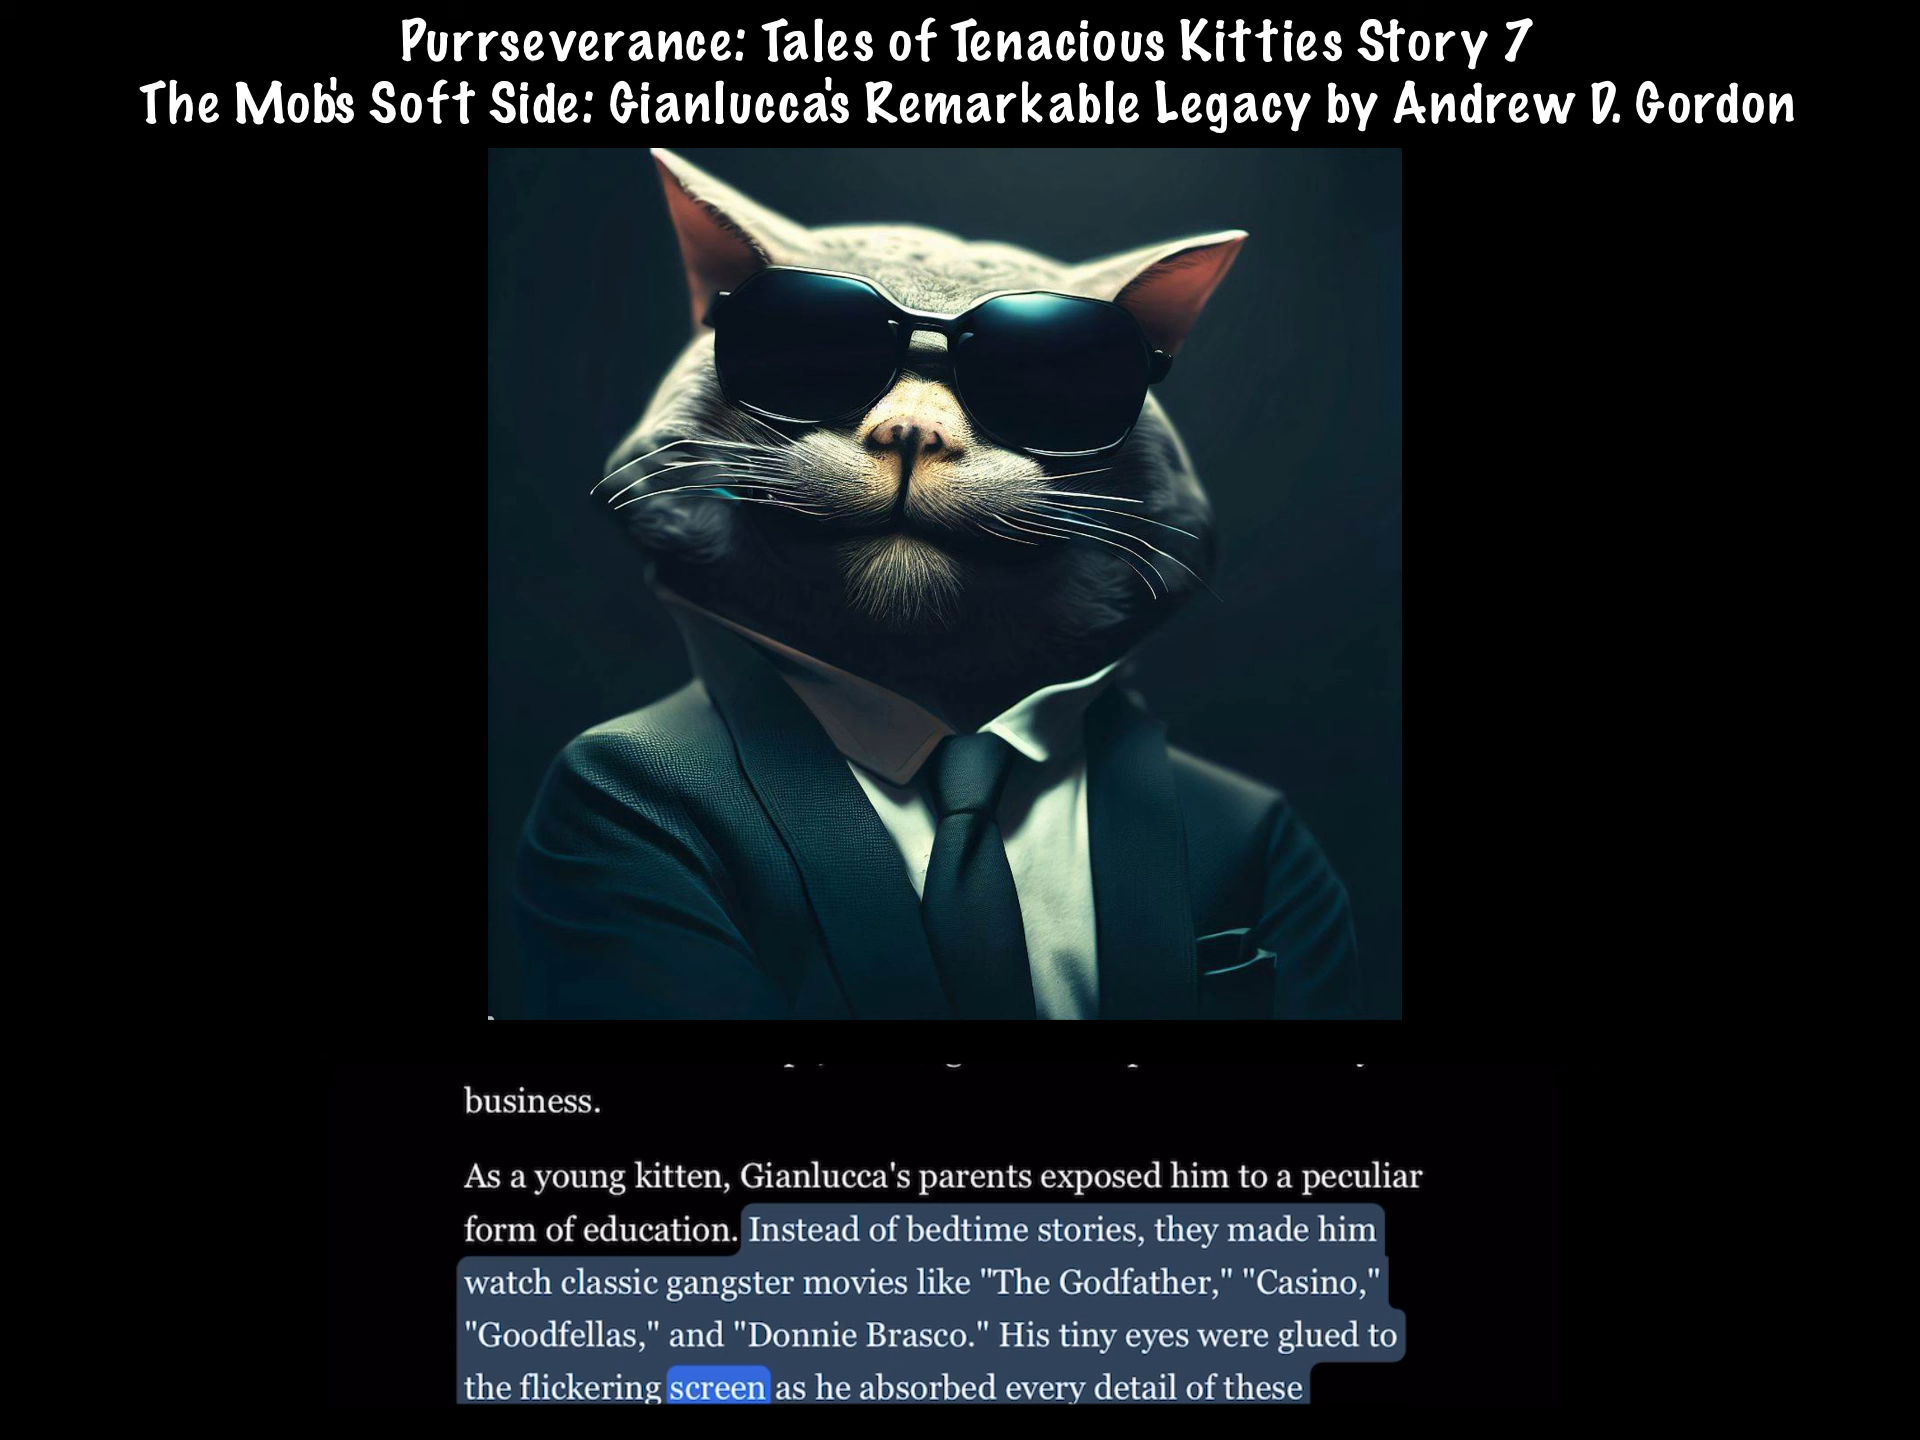 Purrseverance: Tales of Tenacious Kitties Story 7
The Mob's Soft Side: Gianlucca's Remarkable Legacy by Andrew D. Gordon
business.
As a young kitten, Gianlucca's parents exposed him to a peculiar
form of education. Instead of bedtime stories, they made him
watch classic gangster movies like "The Godfather," "Casino,"
"Goodfellas," and "Donnie Brasco." His tiny eyes were glued to
the flickering screen as he absorbed every detail of these